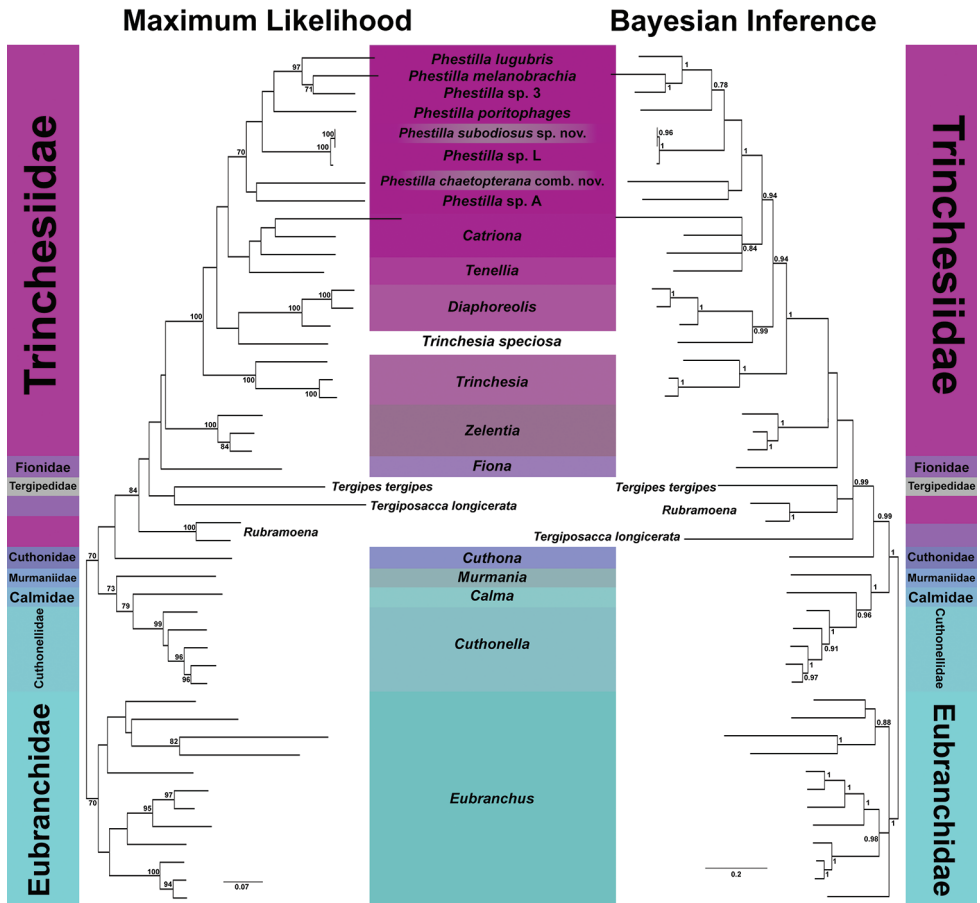 Maximum Likelihood
Bayesian Inference
Trinchesiidae
Fionidae
Tergipedidae
Cuthonidae
Murmaniidae
Calmidae
Cuthonellidae
Eubranchidae
97
71
100
100
70
100
100
100
100
100
100
84
84
100
70
73
79
99
96
96
82
70
97
95
100
94
0.07
Phestilla lugubris
Phestilla melanobrachia
Phestilla sp. 3
Phestilla poritophages
Phestilla subodiosus sp. nov.
Phestilla sp. L
Phestilla chaetopterana comb. nov.
Phestilla sp. A
Catriona
Tenellia
Diaphoreolis
Trinchesia speciosa
Trinchesia
Zelentia
Fiona
Tergipes tergipes
Tergiposacca longicerata
Rubramoena
Cuthona
Murmania
Calma
Cuthonella
Eubranchus
Tergipes tergipes
Rubramoena
Tergiposacca longicerata
1
1
0.78
0.96
1
1
0.94
0.84
0.94
1
1
0.99
1
1
1
1
1
0.99
1
0.99
1
1
0.96
1
0.91
1
0.97
0.88
1
1
1
1
1
0.98
1
1
0.2
Trinchesiidae
Fionidae
Tergipedidae
Cuthonidae
Murmaniidae
Calmidae
Cuthonellidae
Eubranchidae